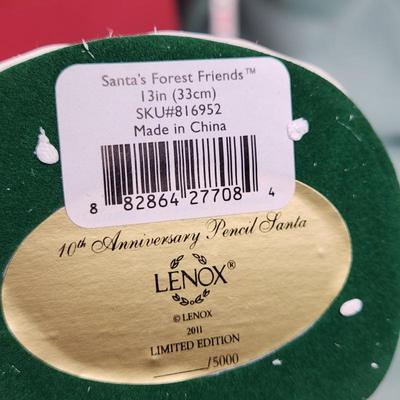 Santa's Forest Friends™
13in (33cm)
SKU#816952
Made in China
8 82864 27708 4
10th Anniversary Pencil Santa
LENOX®
© LENOX
2011
LIMITED EDITION
______/5000